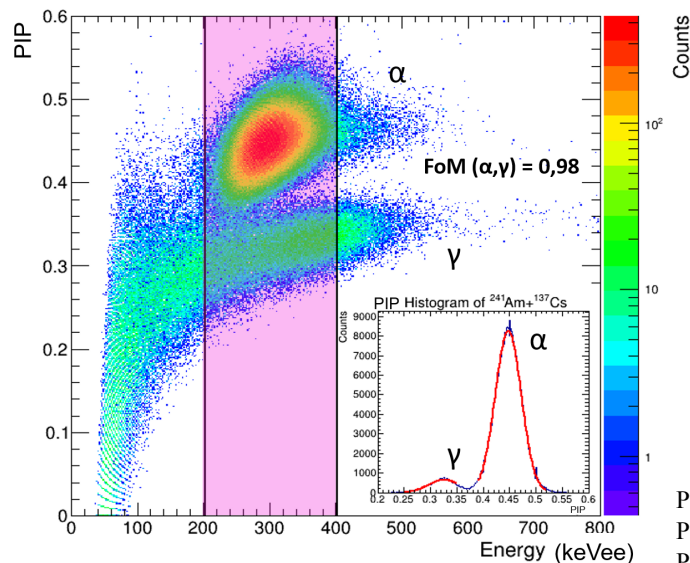 PIP
0.6
0.5
0.4
0.3
0.2
0.1
0
0 100 200 300 400 500 600 700 800
Energy (keVee)
α
FoM (α,γ) = 0,98
γ
PIP Histogram of ²⁴¹Am+¹³⁷Cs
Counts
9000
8000
7000
6000
5000
4000
3000
2000
1000
0
0.2 0.25 0.3 0.35 0.4 0.45 0.5 0.55 0.6
PIP
α
γ
Counts
10²
10
1
P
P
P